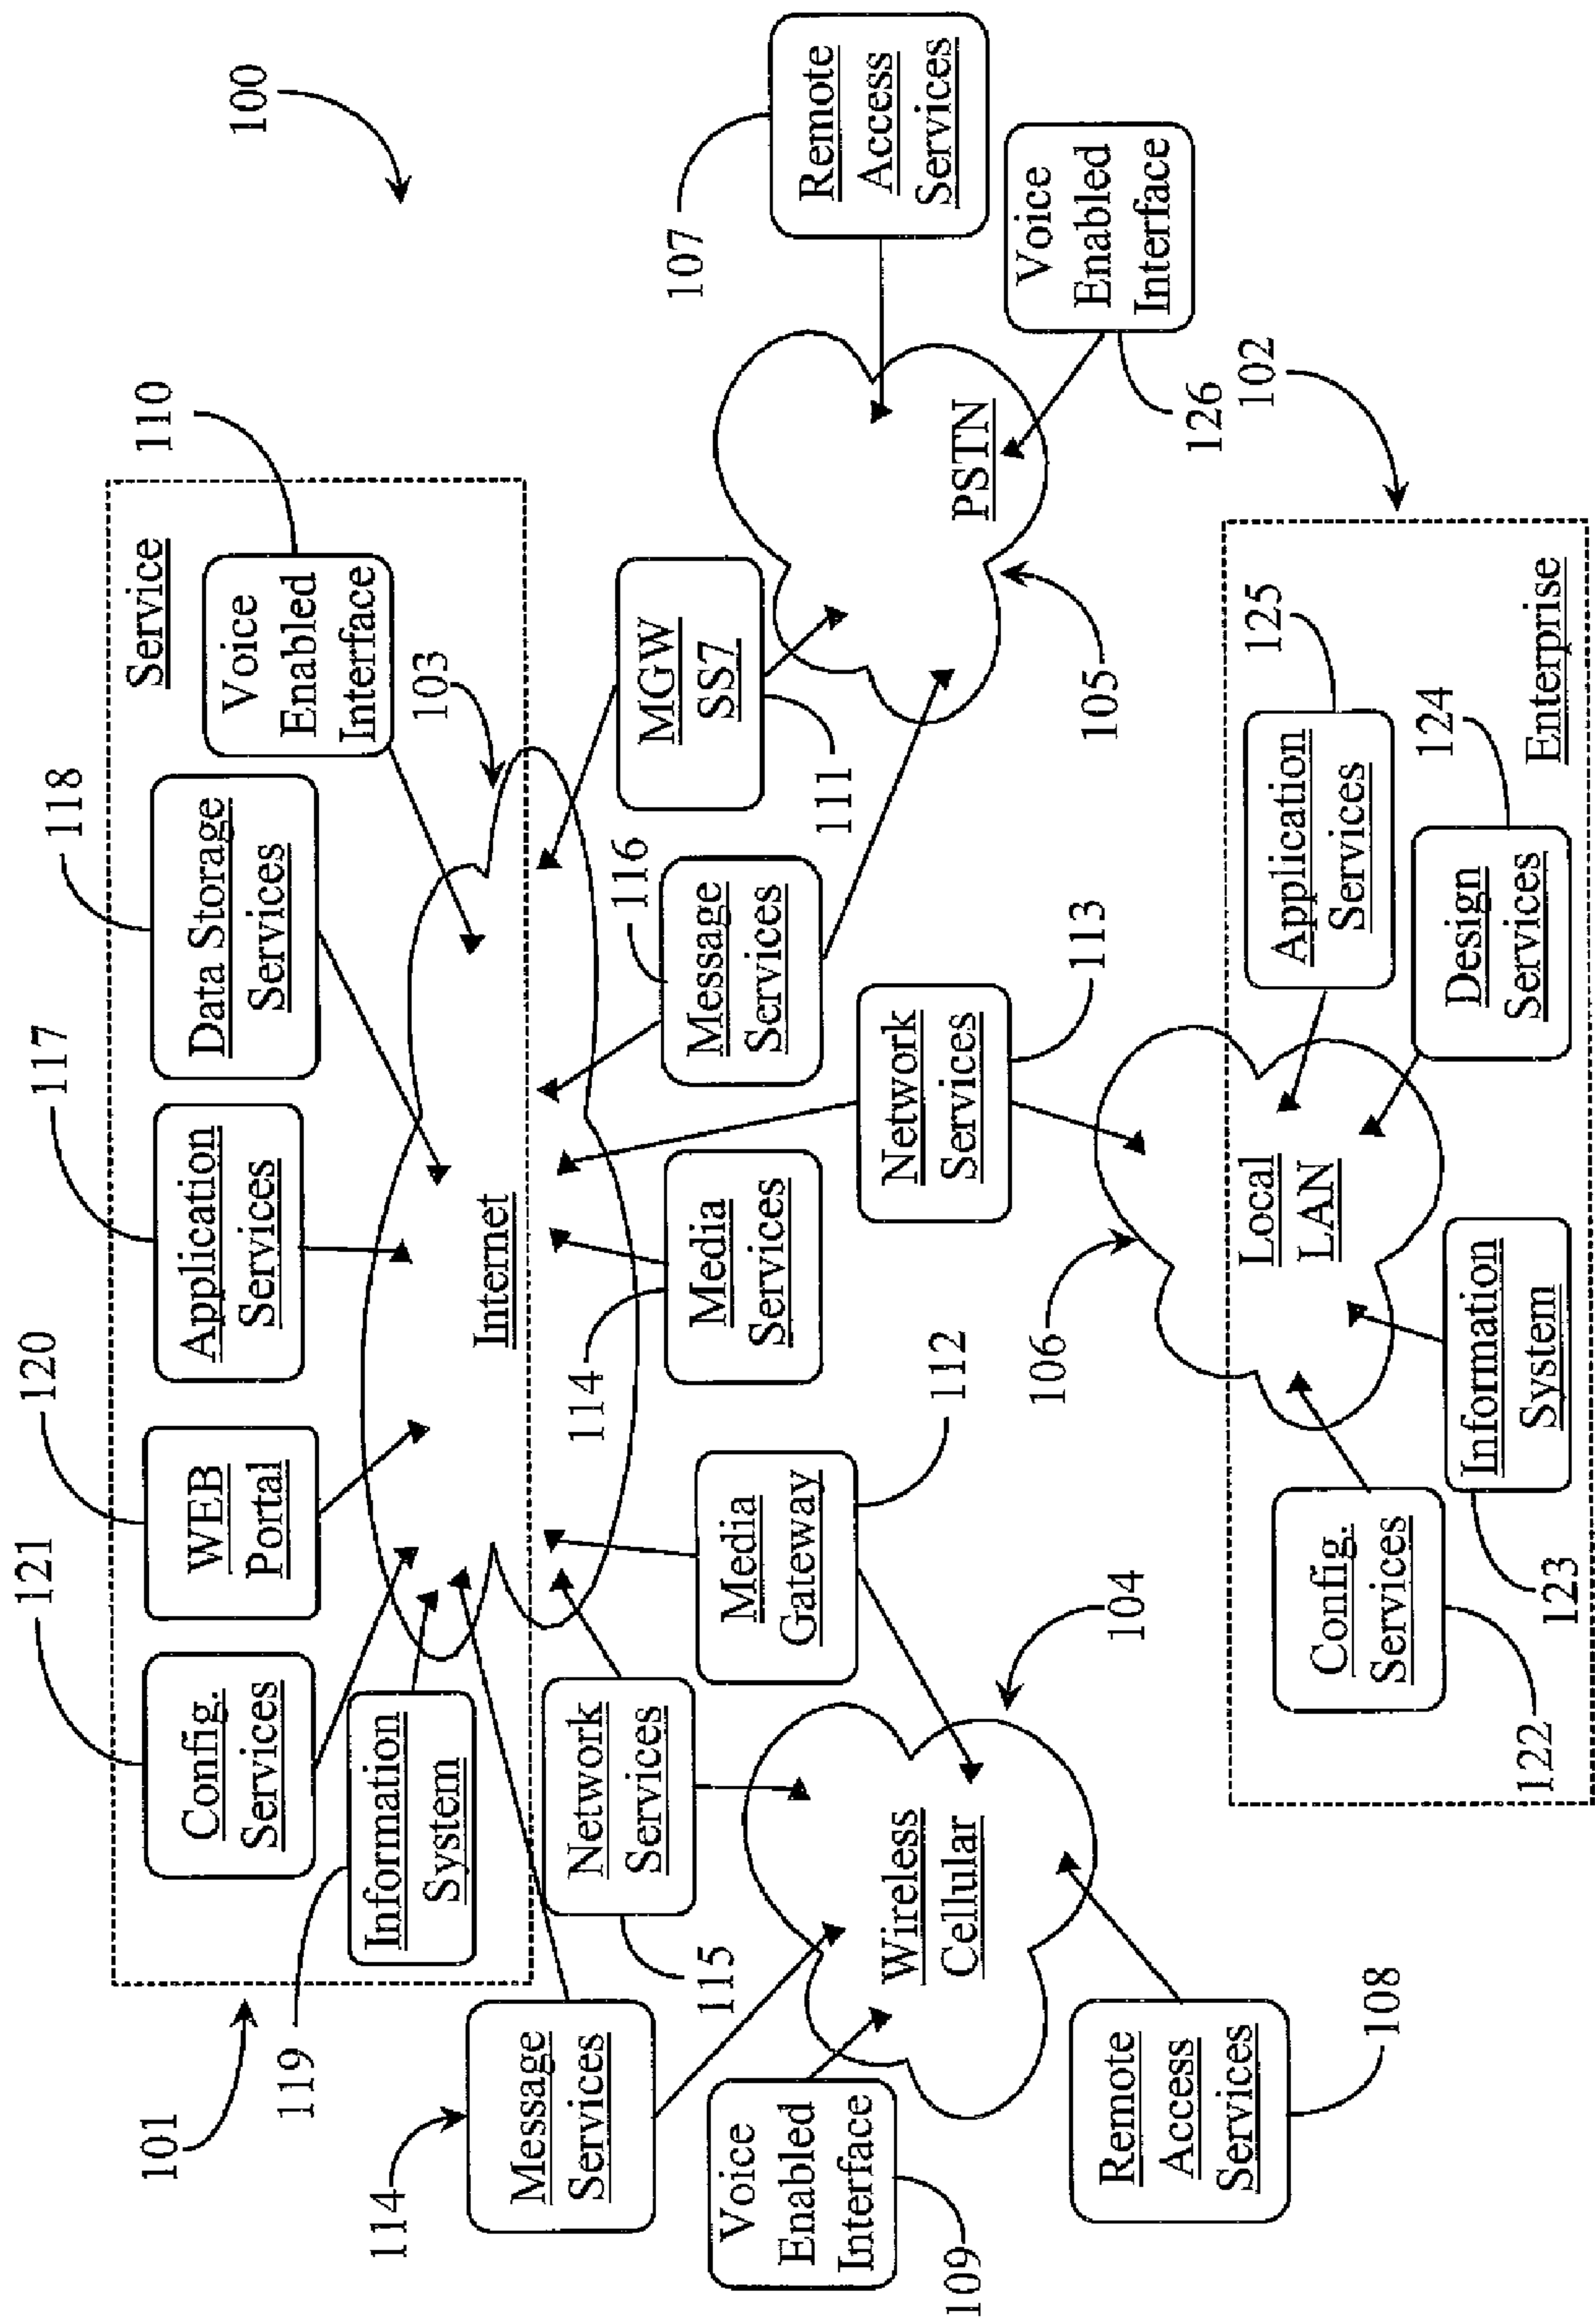 100
101
Service
121
Config.
Services
120
WEB
Portal
117
Application
Services
118
Data Storage
Services
110
Voice
Enabled
Interface
119
Information
System
103
Internet
114
Message
Services
115
Network
Services
Media
Gateway
112
114
Media
Services
116
Message
Services
MGW
SS7
111
107
Remote
Access
Services
109
Voice
Enabled
Interface
Wireless
Cellular
104
Network
Services
113
PSTN
105
Voice
Enabled
Interface
126
108
Remote
Access
Services
106
Local
LAN
102
122
Config.
Services
123
Information
System
Application
Services
125
Design
Services
124
Enterprise